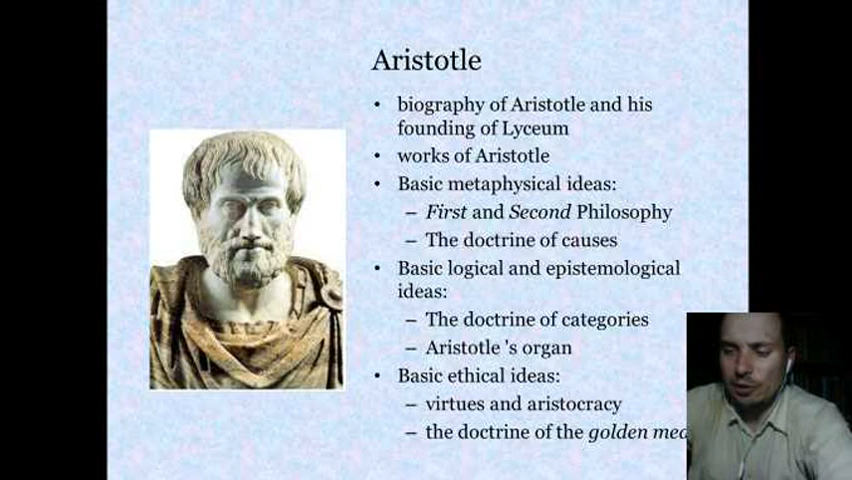 Aristotle
• biography of Aristotle and his
founding of Lyceum
• works of Aristotle
• Basic metaphysical ideas:
– First and Second Philosophy
– The doctrine of causes
• Basic logical and epistemological
ideas:
– The doctrine of categories
– Aristotle 's organ
• Basic ethical ideas:
– virtues and aristocracy
– the doctrine of the golden